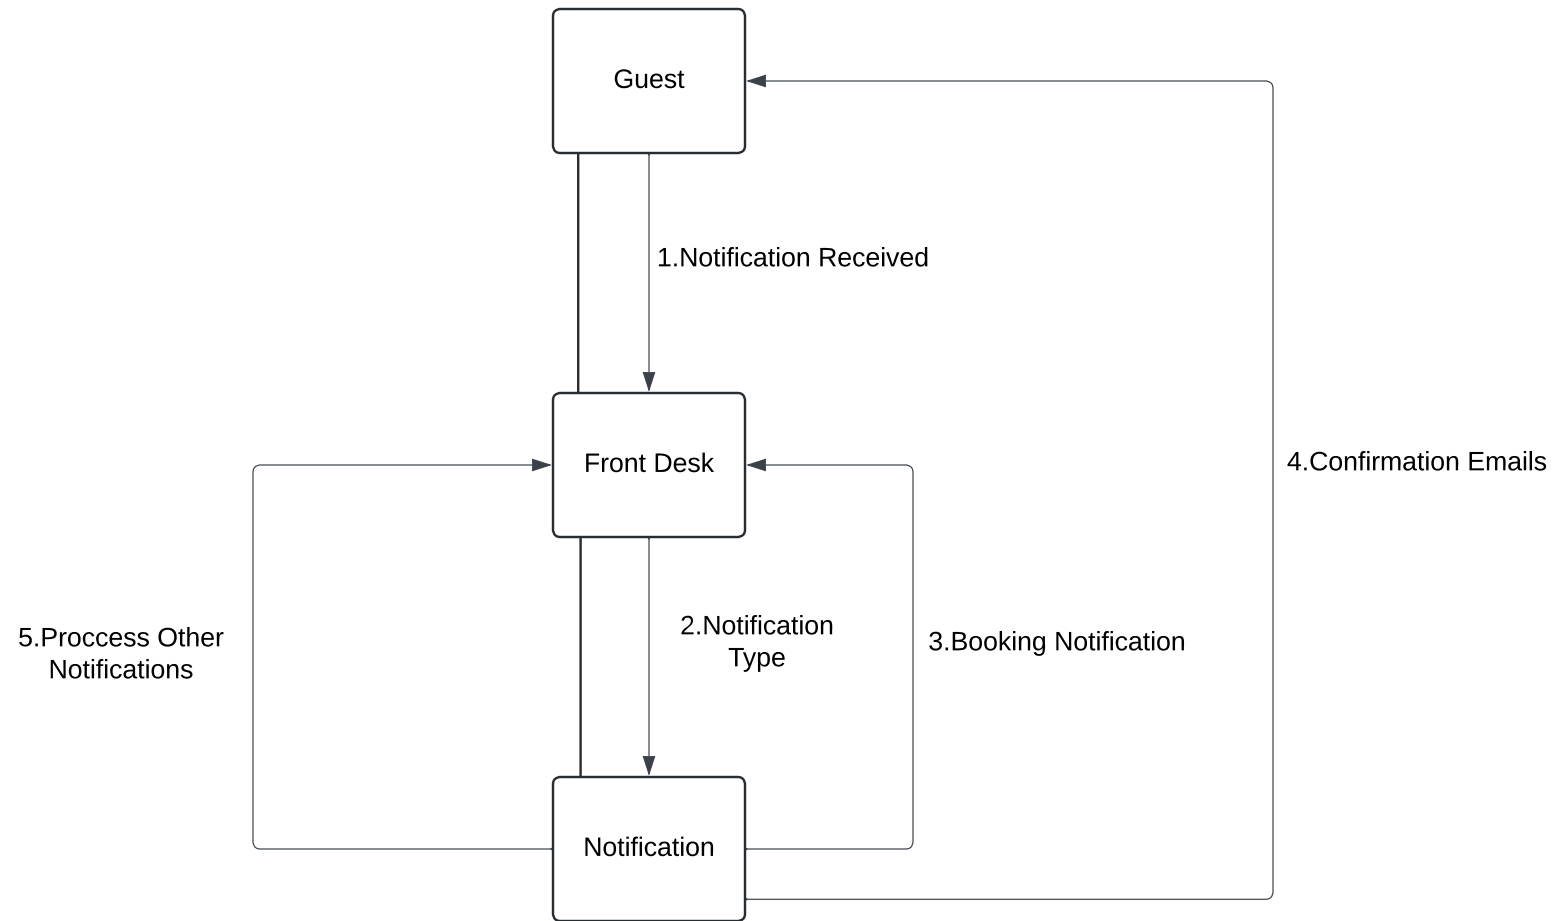 Guest
1.Notification Received
Front Desk
4.Confirmation Emails
2.Notification
Type
3.Booking Notification
5.Proccess Other
Notifications
Notification